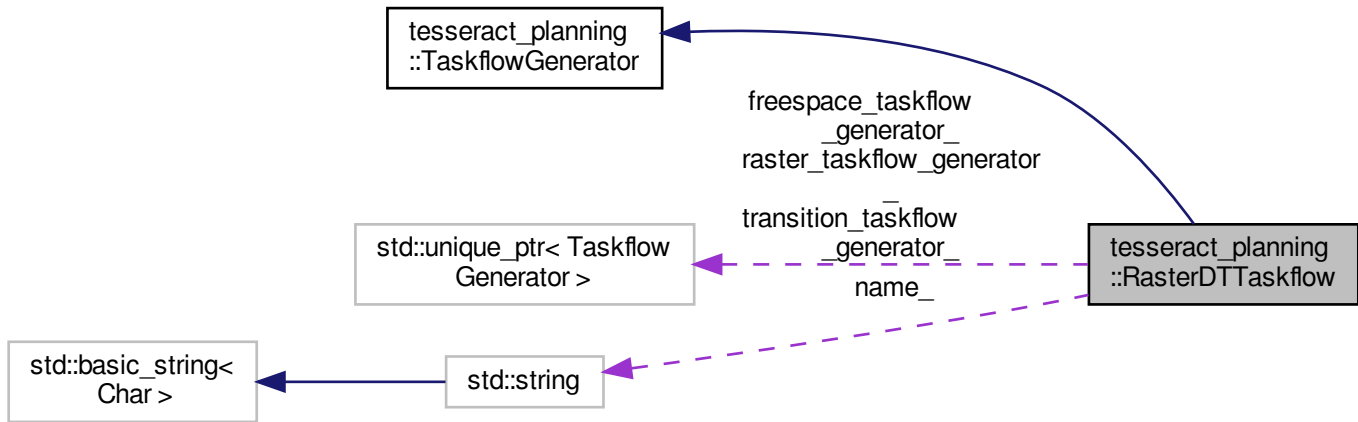 tesseract_planning
::TaskflowGenerator
freespace_taskflow
_generator_
raster_taskflow_generator
_
transition_taskflow
_generator_
std::unique_ptr< Taskflow
Generator >
tesseract_planning
::RasterDTTaskflow
name_
std::basic_string<
Char >
std::string